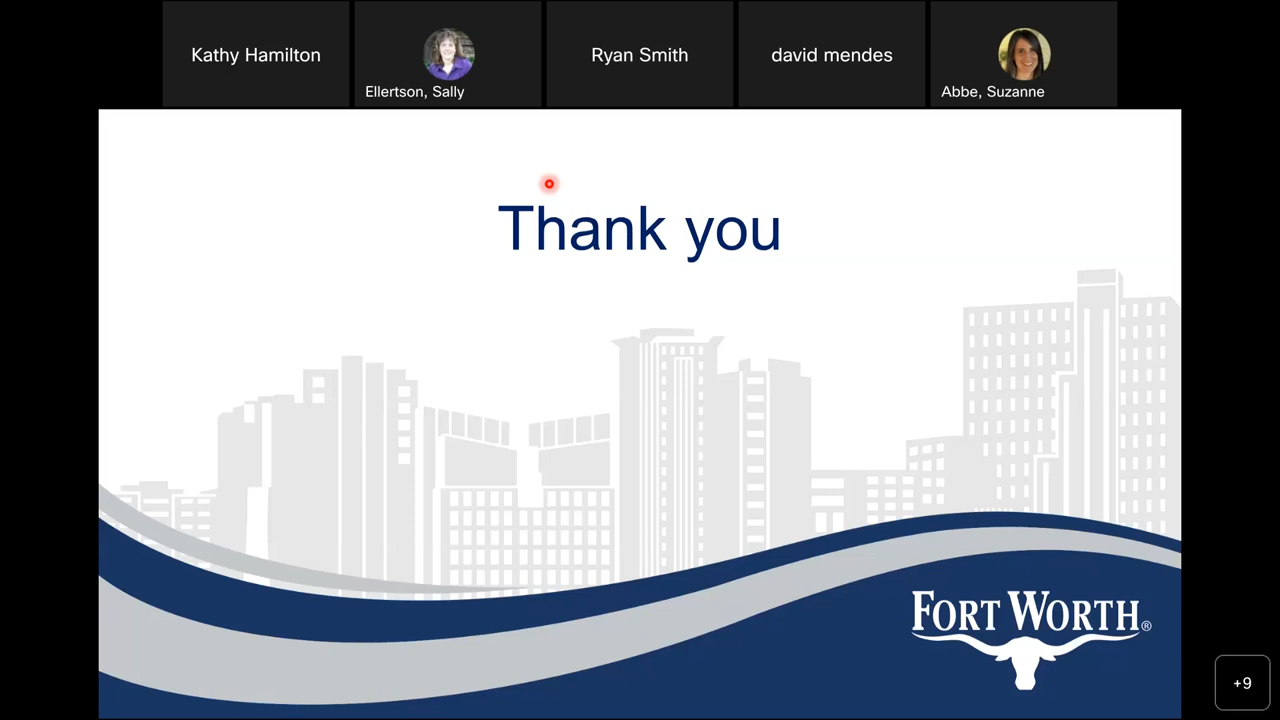 Kathy Hamilton
Ellertson, Sally
Ryan Smith
david mendes
Abbe, Suzanne
Thank you
FORT WORTH®
+9